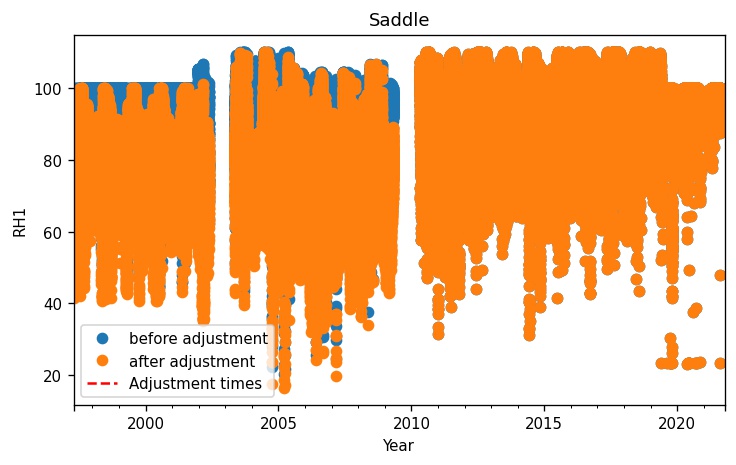 Saddle
RH1
100
80
60
40
20
before adjustment
after adjustment
Adjustment times
2000
2005
2010
2015
2020
Year